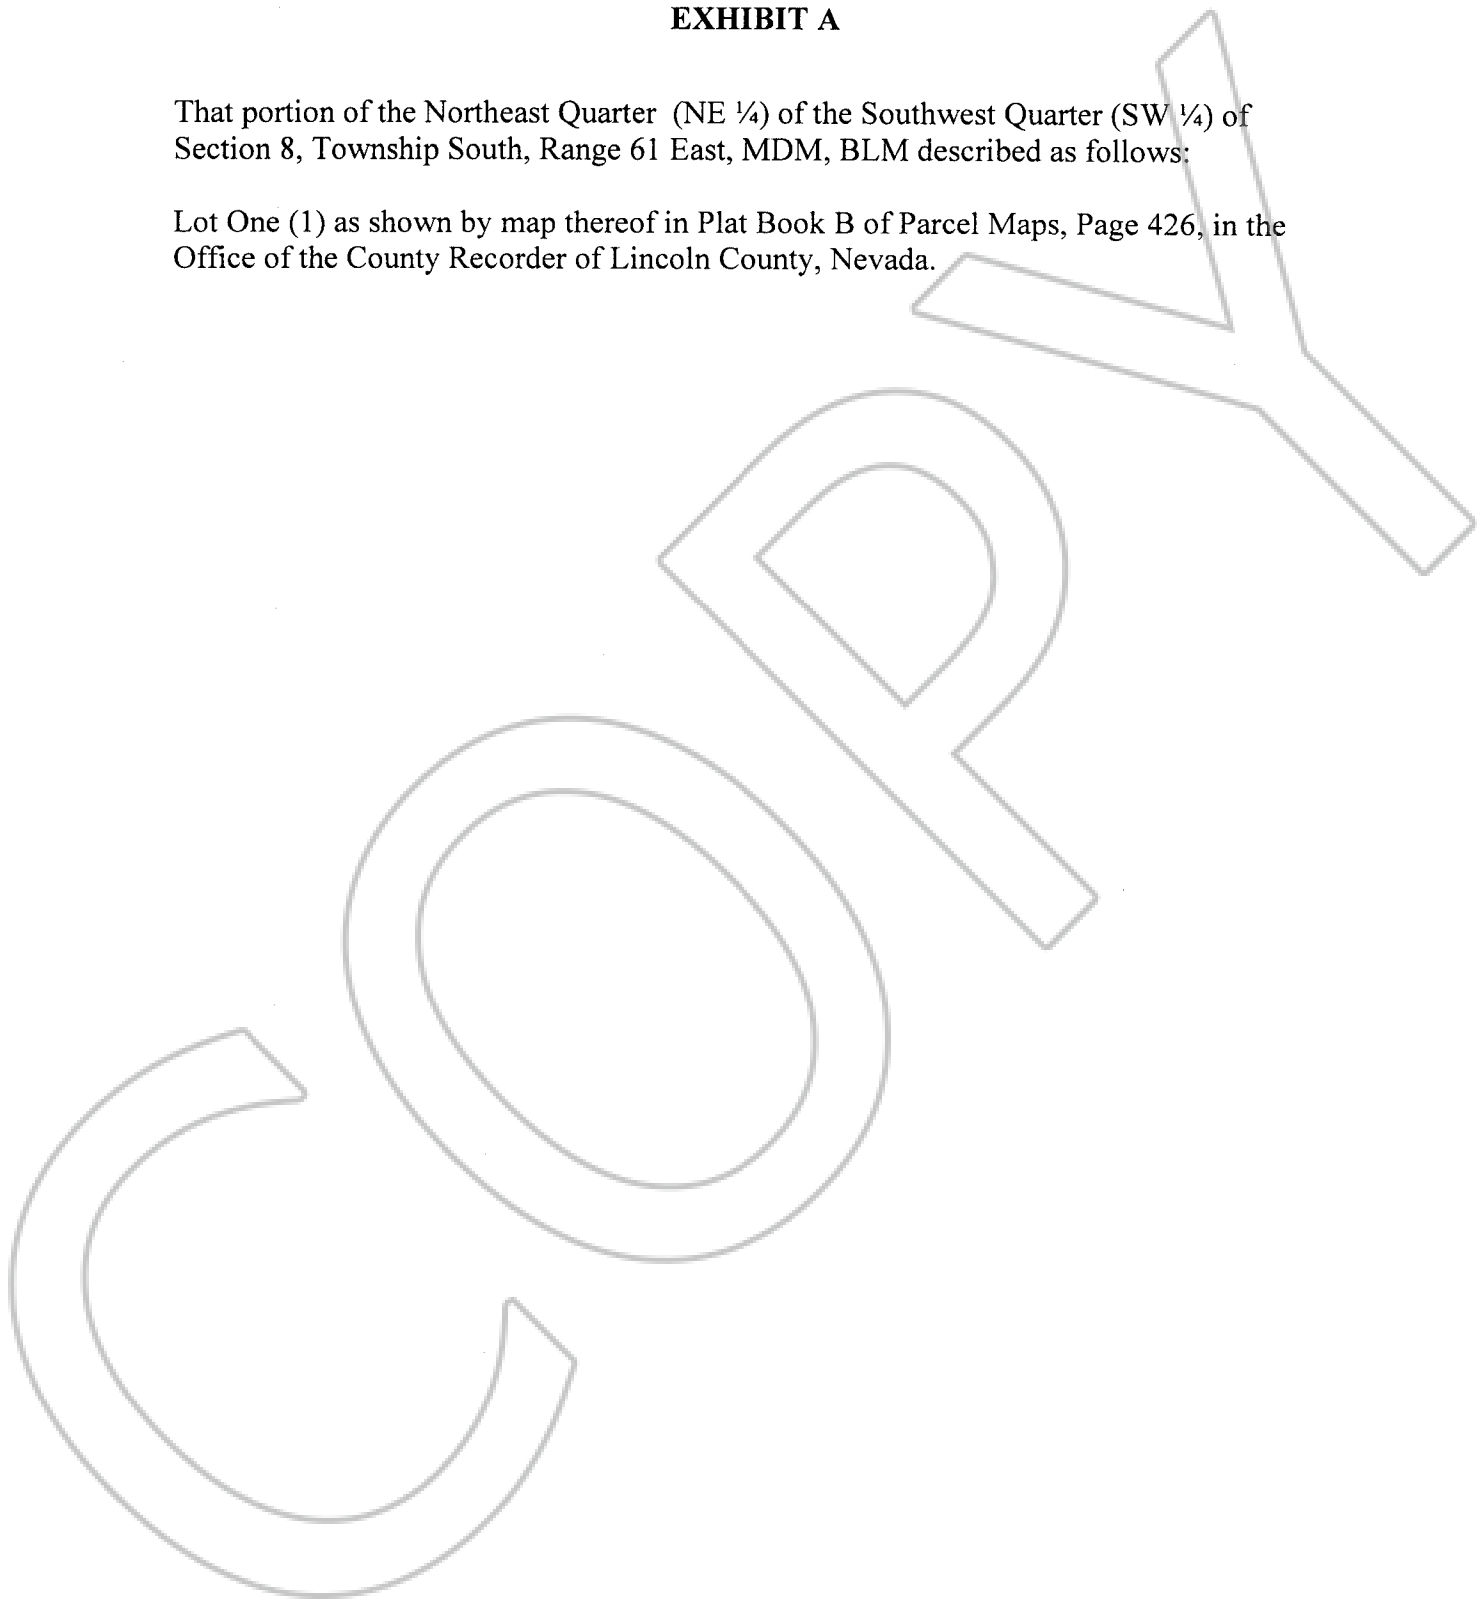 EXHIBIT A
That portion of the Northeast Quarter (NE ¼) of the Southwest Quarter (SW ¼) of
Section 8, Township South, Range 61 East, MDM, BLM described as follows:
Lot One (1) as shown by map thereof in Plat Book B of Parcel Maps, Page 426, in the
Office of the County Recorder of Lincoln County, Nevada.
COPY